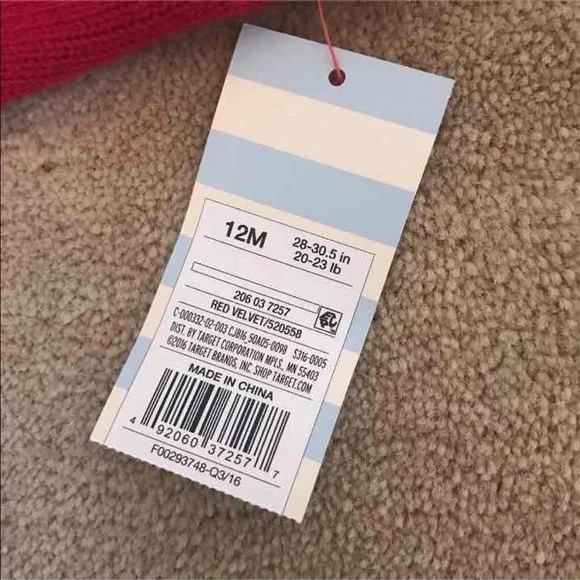 12M
28-30.5 in
20-23 lb
206 03 7257
RED VELVET/520558
C-000332-02-003 CJB16 50A05-0098 S316-0005
DIST. BY TARGET CORPORATION MPLS., MN 55403
©2016 TARGET BRANDS, INC. SHOP TARGET.COM
MADE IN CHINA
4 92060 37257 7
F00293748-Q3/16